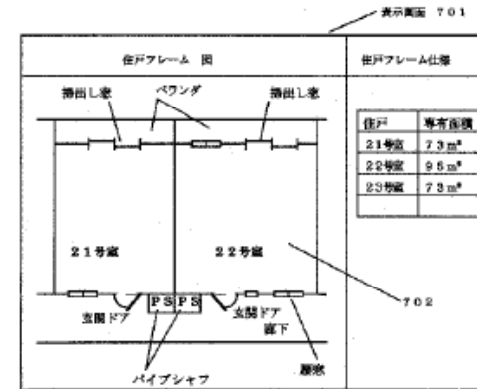 表示画面 701
住戸フレーム 図
住戸フレーム仕様
掃出し窓
ベランダ
掃出し窓
住戸 専有面積
21号室 73m²
22号室 95m²
23号室 73m²
21号室
22号室
702
PS PS
玄関ドア
玄関ドア
廊下
腰窓
パイプシャフ